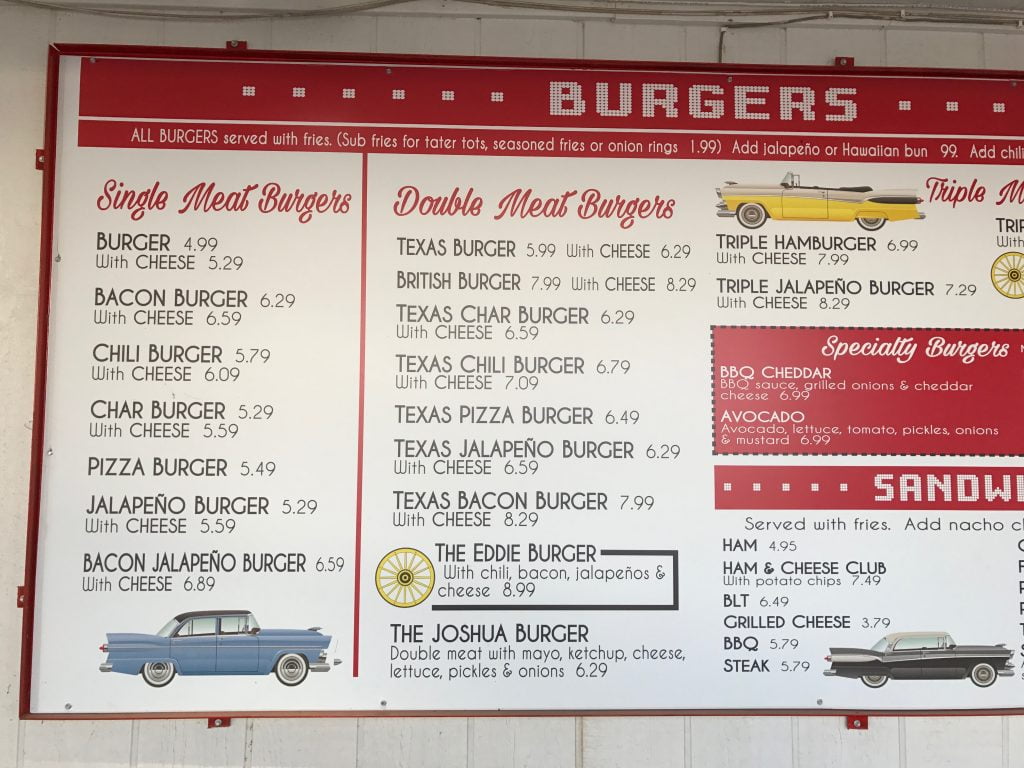 BURGERS
ALL BURGERS served with fries. (Sub fries for tater tots, seasoned fries or onion rings 1.99) Add jalapeño or Hawaiian bun 99. Add chili
Single Meat Burgers
BURGER 4.99
With CHEESE 5.29
BACON BURGER 6.29
With CHEESE 6.59
CHILI BURGER 5.79
With CHEESE 6.09
CHAR BURGER 5.29
With CHEESE 5.59
PIZZA BURGER 5.49
JALAPEÑO BURGER 5.29
With CHEESE 5.59
BACON JALAPEÑO BURGER 6.59
With CHEESE 6.89
Double Meat Burgers
TEXAS BURGER 5.99 With CHEESE 6.29
BRITISH BURGER 7.99 With CHEESE 8.29
TEXAS CHAR BURGER 6.29
With CHEESE 6.59
TEXAS CHILI BURGER 6.79
With CHEESE 7.09
TEXAS PIZZA BURGER 6.49
TEXAS JALAPEÑO BURGER 6.29
With CHEESE 6.59
TEXAS BACON BURGER 7.99
With CHEESE 8.29
THE EDDIE BURGER
With chili, bacon, jalapeños &
cheese 8.99
THE JOSHUA BURGER
Double meat with mayo, ketchup, cheese,
lettuce, pickles & onions 6.29
Triple M
TRIPLE HAMBURGER 6.99
With CHEESE 7.99
TRIPLE JALAPEÑO BURGER 7.29
With CHEESE 8.29
TRIP
With
Specialty Burgers
BBQ CHEDDAR
BBQ sauce, grilled onions & cheddar
cheese 6.99
AVOCADO
Avocado, lettuce, tomato, pickles, onions
& mustard 6.99
SANDWI
Served with fries. Add nacho ch
HAM 4.95
HAM & CHEESE CLUB
With potato chips 7.49
BLT 6.49
GRILLED CHEESE 3.79
BBQ 5.79
STEAK 5.79